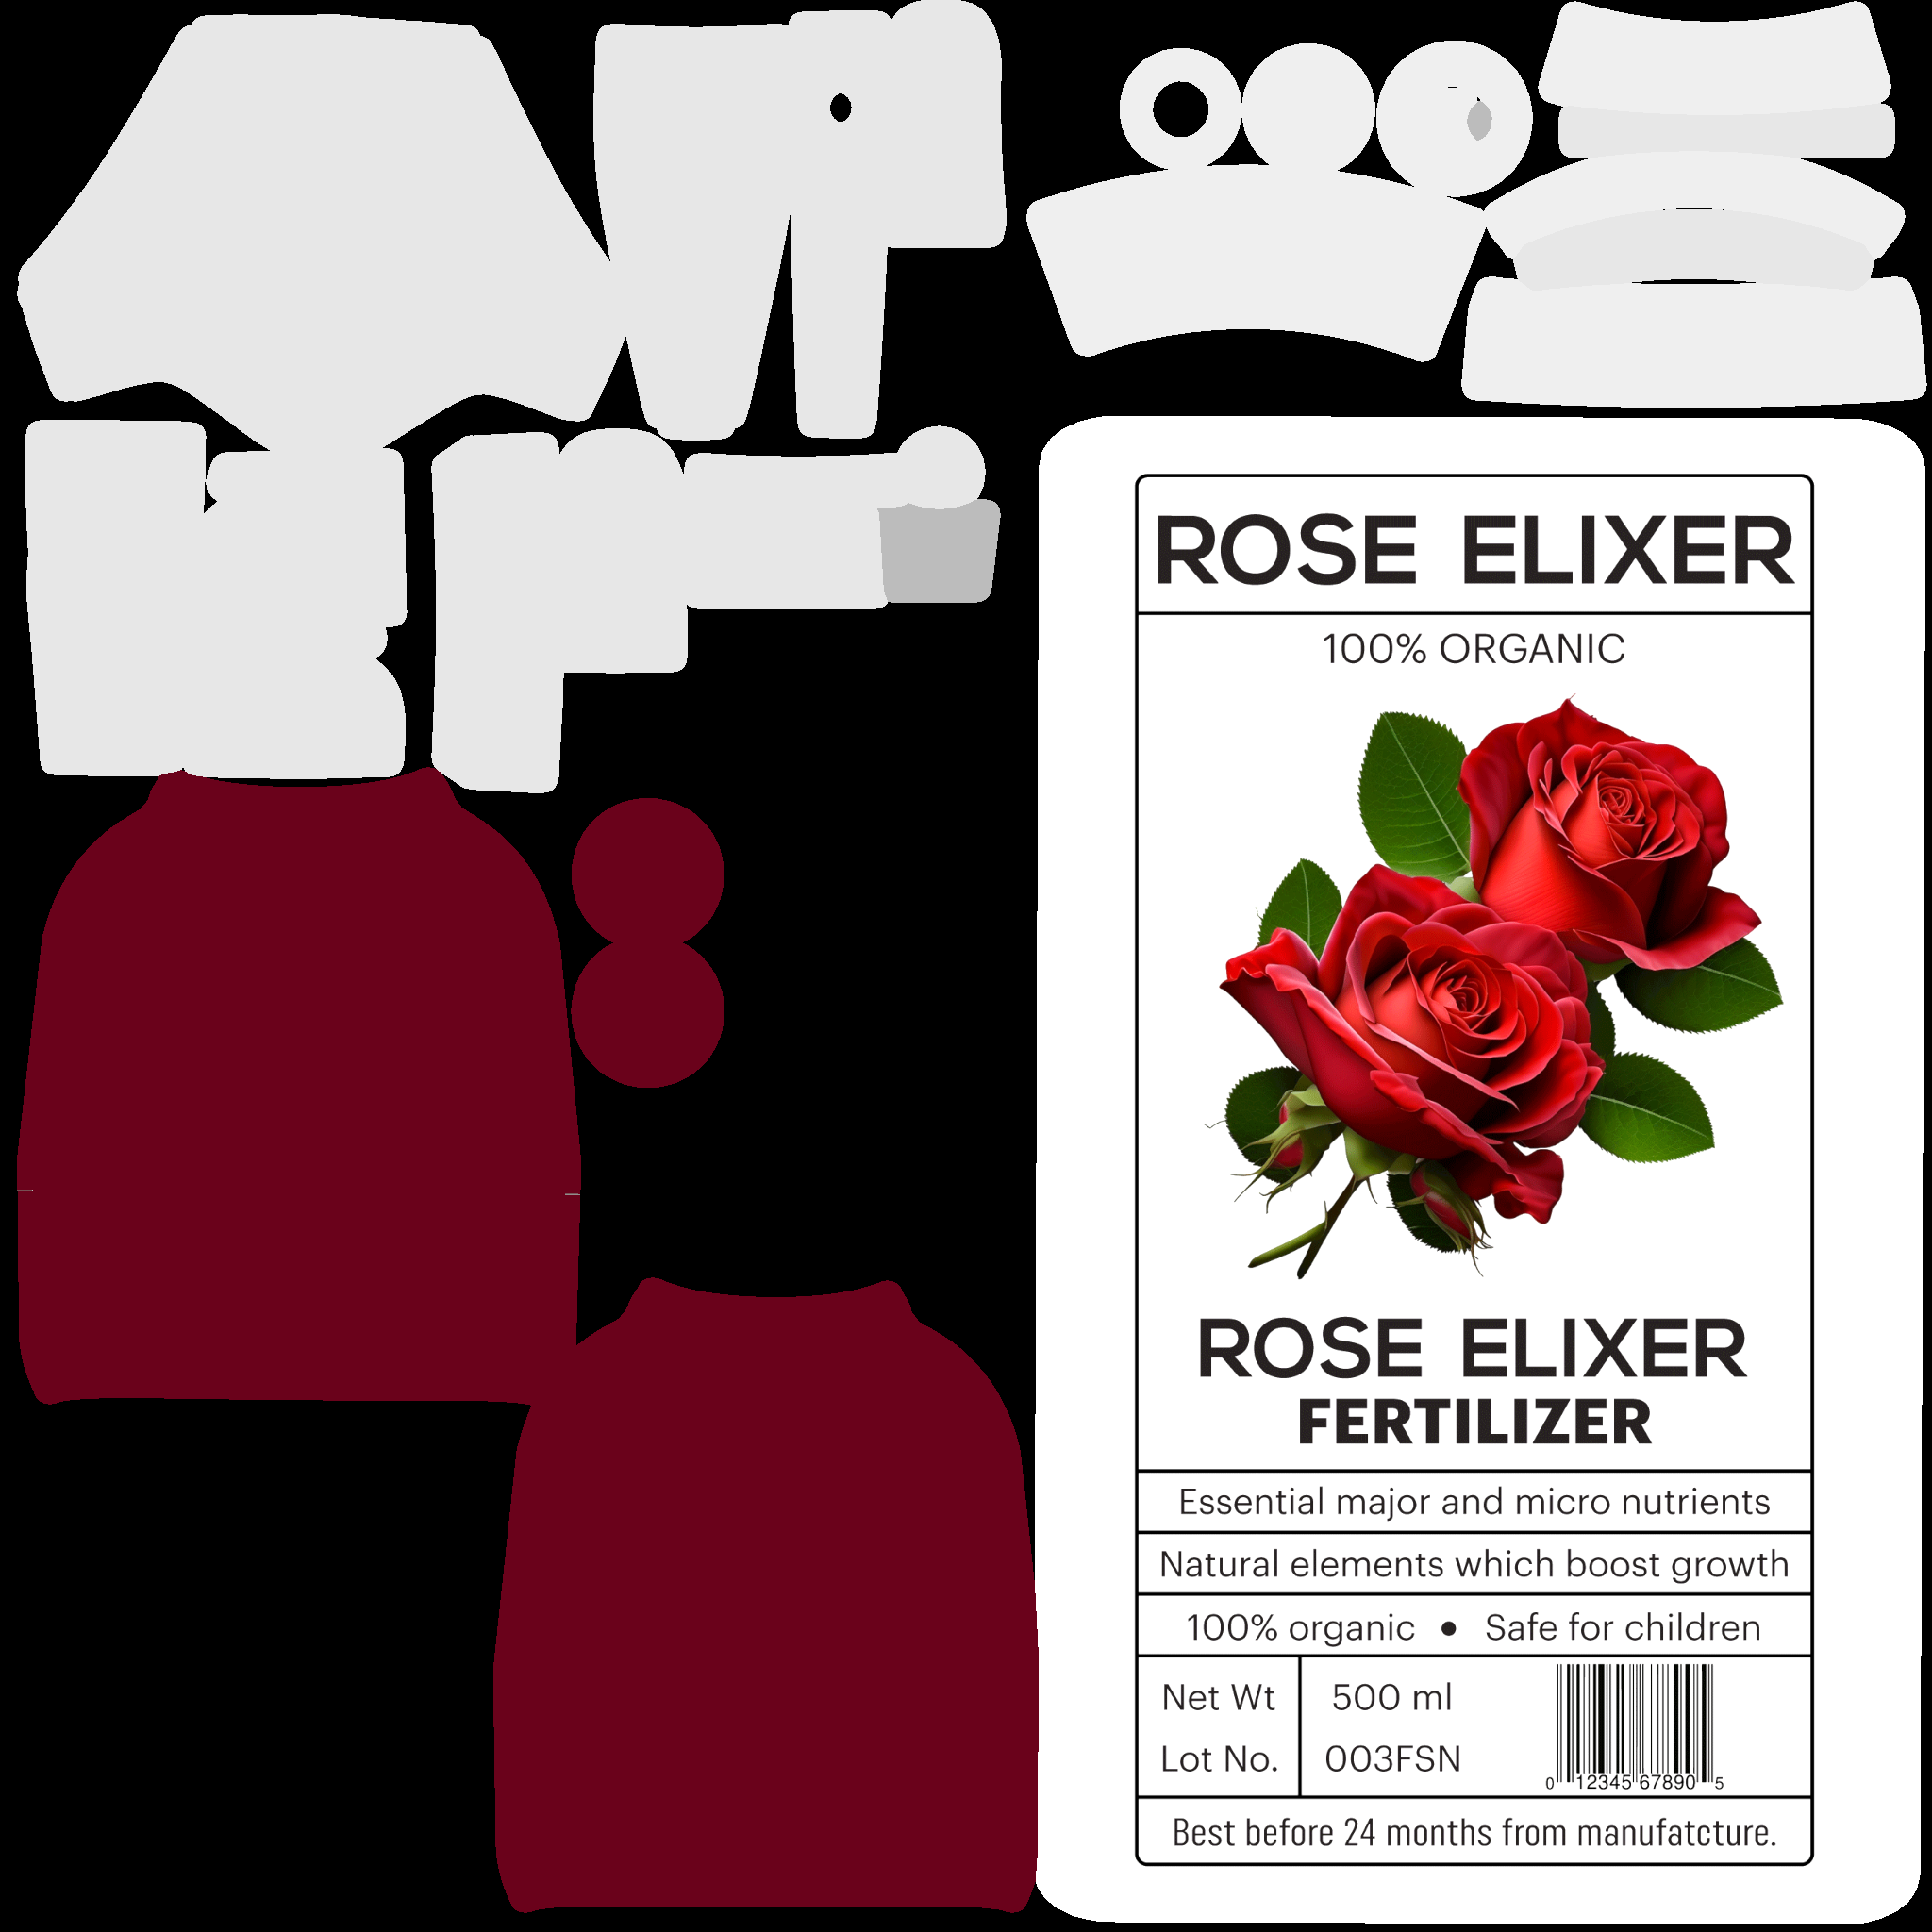 ROSE ELIXER
100% ORGANIC
ROSE ELIXER
FERTILIZER
Essential major and micro nutrients
Natural elements which boost growth
100% organic • Safe for children
Net Wt 500 ml
Lot No. 003FSN
0 12345 67890 5
Best before 24 months from manufatcture.